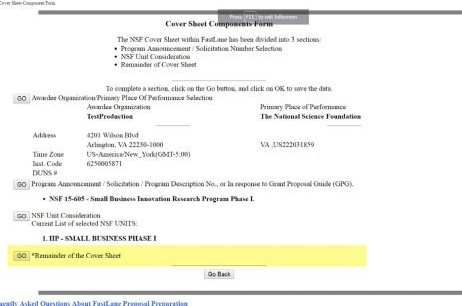 Cover Sheet Component Form
Press F11 to exit fullscreen
Cover Sheet Components Form
The NSF Cover Sheet within FastLane has been divided into 3 sections:
• Program Announcement / Solicitation Number Selection
• NSF Unit Consideration
• Remainder of Cover Sheet
To complete a section, click on the Go button, and click on OK to save the data.
GO Awardee Organization/Primary Place Of Performance Selection
Awardee Organization Primary Place of Performance
TestProduction The National Science Foundation
Address 4201 Wilson Blvd
Arlington, VA 22230-1000 VA ,US222031859
Time Zone US-America/New_York(GMT-5:00)
Inst. Code 6250005871
DUNS #
GO Program Announcement / Solicitation / Program Description No., or In response to Grant Proposal Guide (GPG).
• NSF 15-605 - Small Business Innovation Research Program Phase I.
GO NSF Unit Consideration
Current List of selected NSF UNITS:
1. IIP - SMALL BUSINESS PHASE I
GO *Remainder of the Cover Sheet
Go Back
uently Asked Questions About FastLane Proposal Preparation